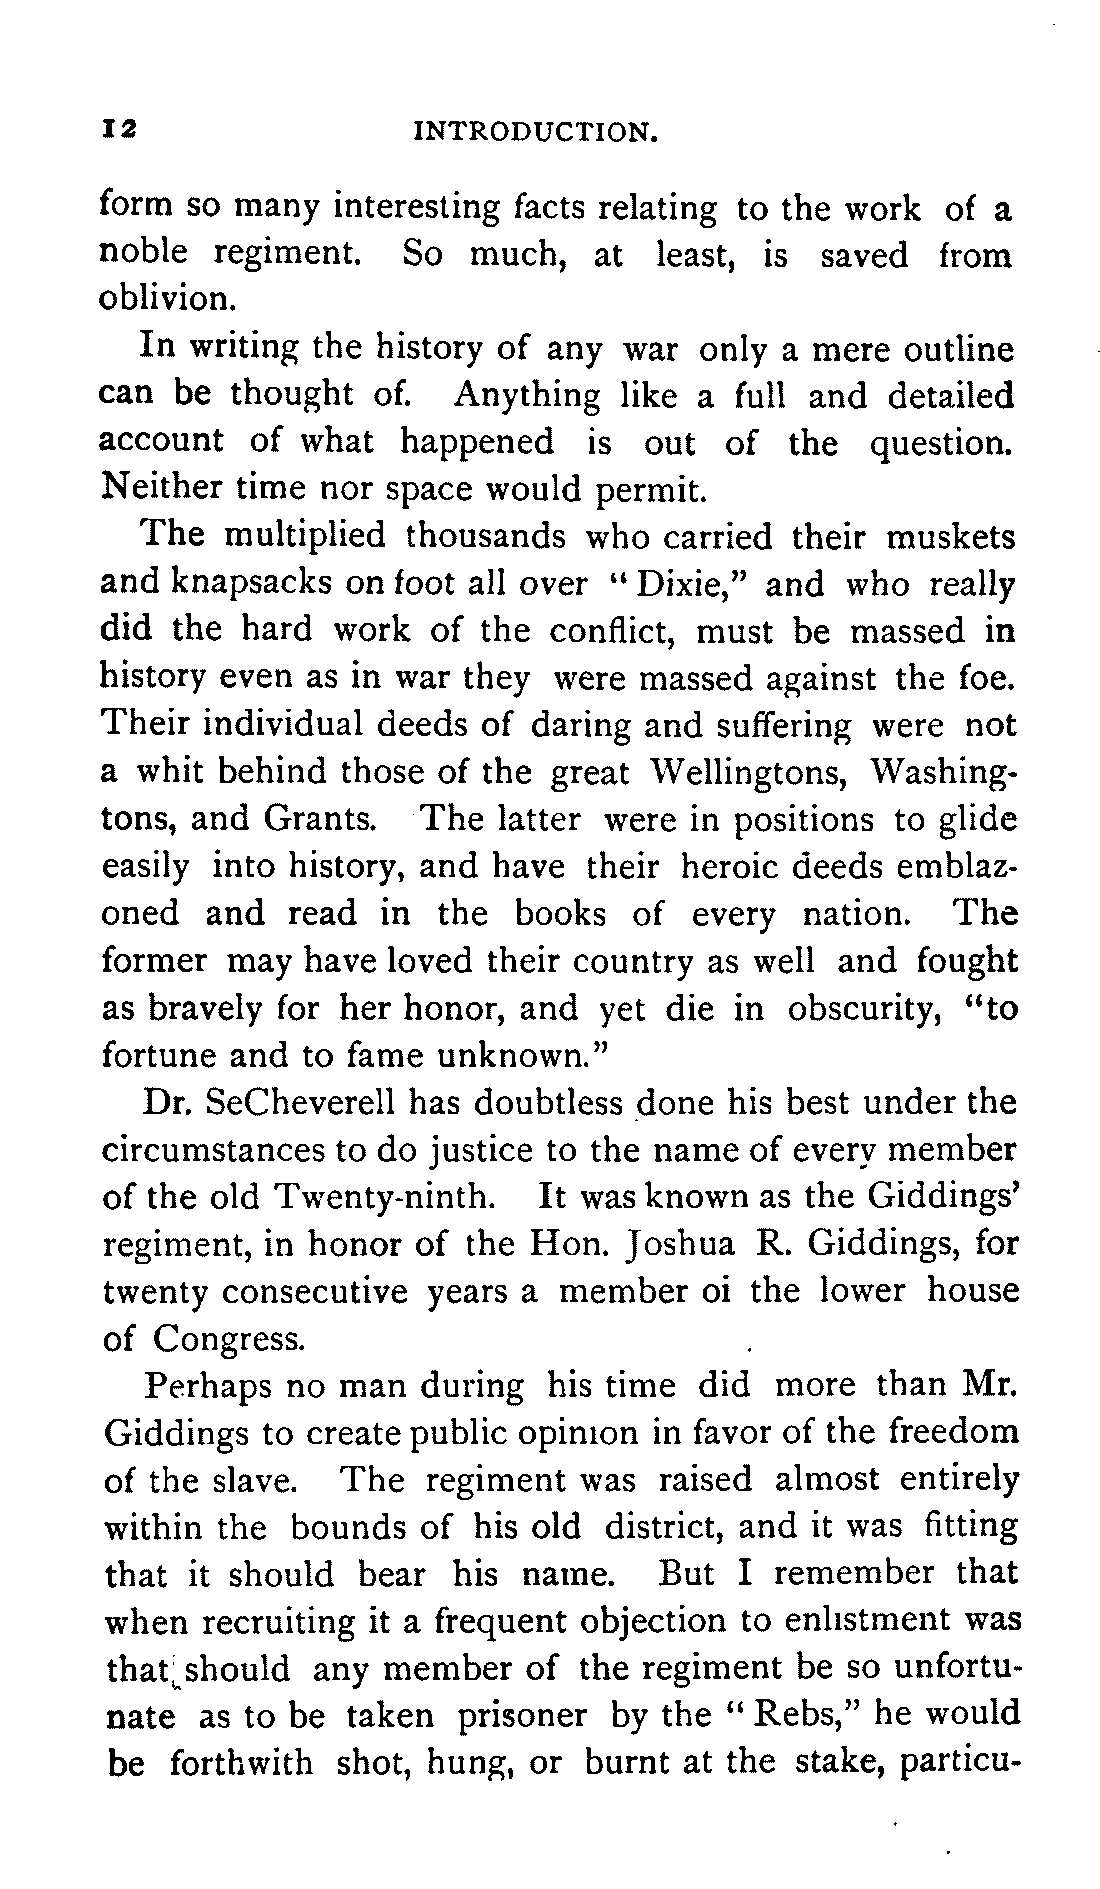 12 INTRODUCTION.
form so many interesting facts relating to the work of a
noble regiment. So much, at least, is saved from
oblivion.
In writing the history of any war only a mere outline
can be thought of. Anything like a full and detailed
account of what happened is out of the question.
Neither time nor space would permit.
The multiplied thousands who carried their muskets
and knapsacks on foot all over " Dixie," and who really
did the hard work of the conflict, must be massed in
history even as in war they were massed against the foe.
Their individual deeds of daring and suffering were not
a whit behind those of the great Wellingtons, Washing-
tons, and Grants. The latter were in positions to glide
easily into history, and have their heroic deeds emblaz-
oned and read in the books of every nation. The
former may have loved their country as well and fought
as bravely for her honor, and yet die in obscurity, "to
fortune and to fame unknown."
Dr. SeCheverell has doubtless done his best under the
circumstances to do justice to the name of every member
of the old Twenty-ninth. It was known as the Giddings'
regiment, in honor of the Hon. Joshua R. Giddings, for
twenty consecutive years a member oi the lower house
of Congress.
Perhaps no man during his time did more than Mr.
Giddings to create public opinion in favor of the freedom
of the slave. The regiment was raised almost entirely
within the bounds of his old district, and it was fitting
that it should bear his name. But I remember that
when recruiting it a frequent objection to enlistment was
that should any member of the regiment be so unfortu-
nate as to be taken prisoner by the " Rebs," he would
be forthwith shot, hung, or burnt at the stake, particu-